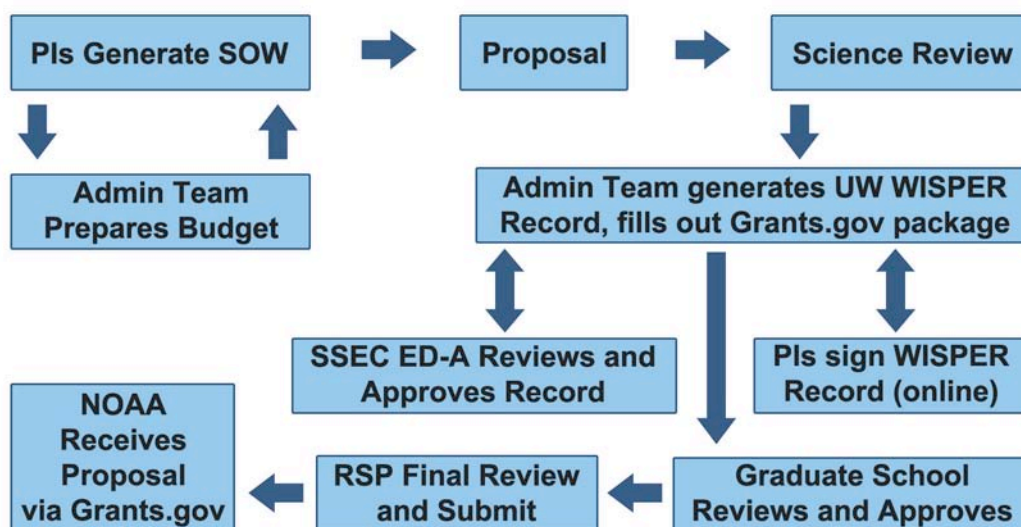 PIs Generate SOW
Proposal
Science Review
Admin Team
Prepares Budget
Admin Team generates UW WISPER
Record, fills out Grants.gov package
SSEC ED-A Reviews and
Approves Record
PIs sign WISPER
Record (online)
NOAA
Receives
Proposal
via Grants.gov
RSP Final Review
and Submit
Graduate School
Reviews and Approves